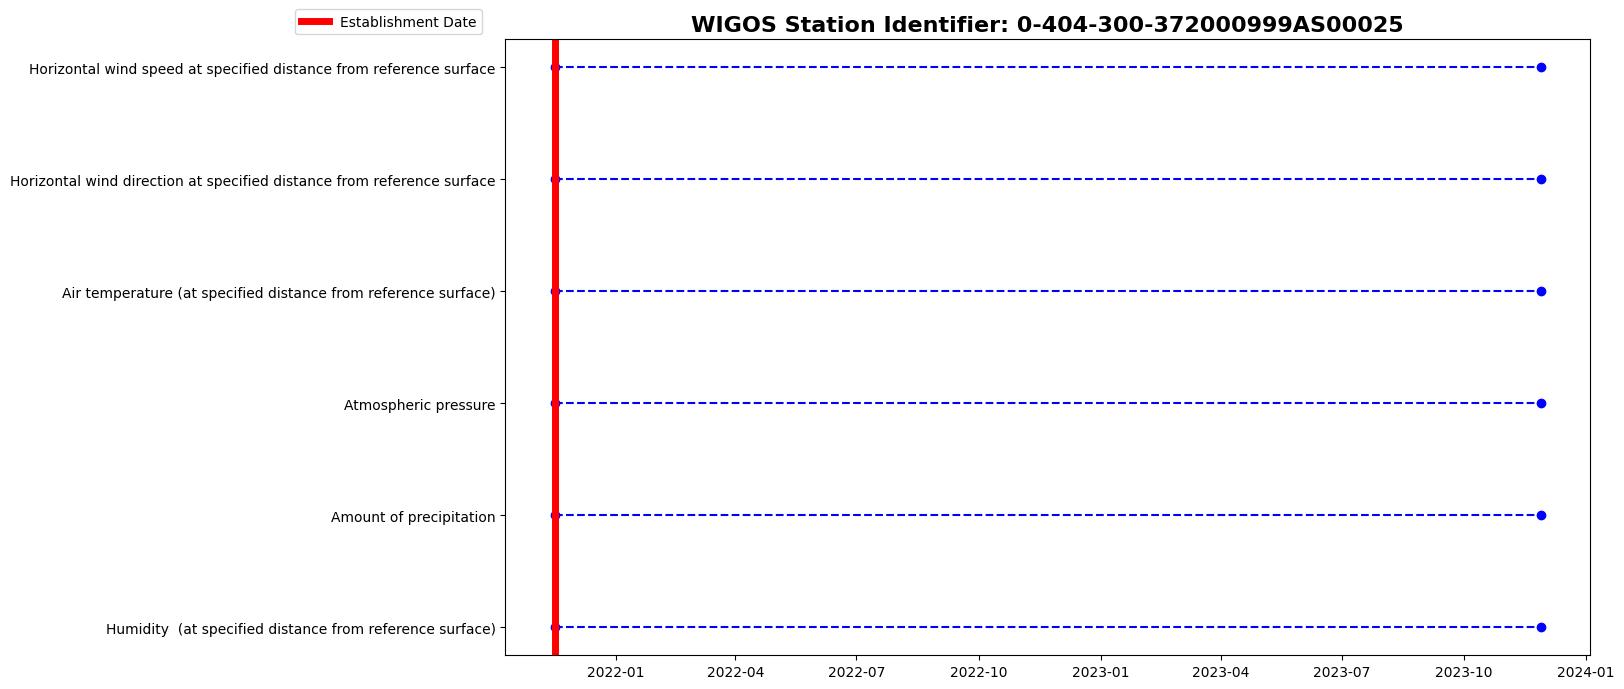 Establishment Date
WIGOS Station Identifier: 0-404-300-372000999AS00025
Horizontal wind speed at specified distance from reference surface
Horizontal wind direction at specified distance from reference surface
Air temperature (at specified distance from reference surface)
Atmospheric pressure
Amount of precipitation
Humidity  (at specified distance from reference surface)
2022-01 2022-04 2022-07 2022-10 2023-01 2023-04 2023-07 2023-10 2024-01